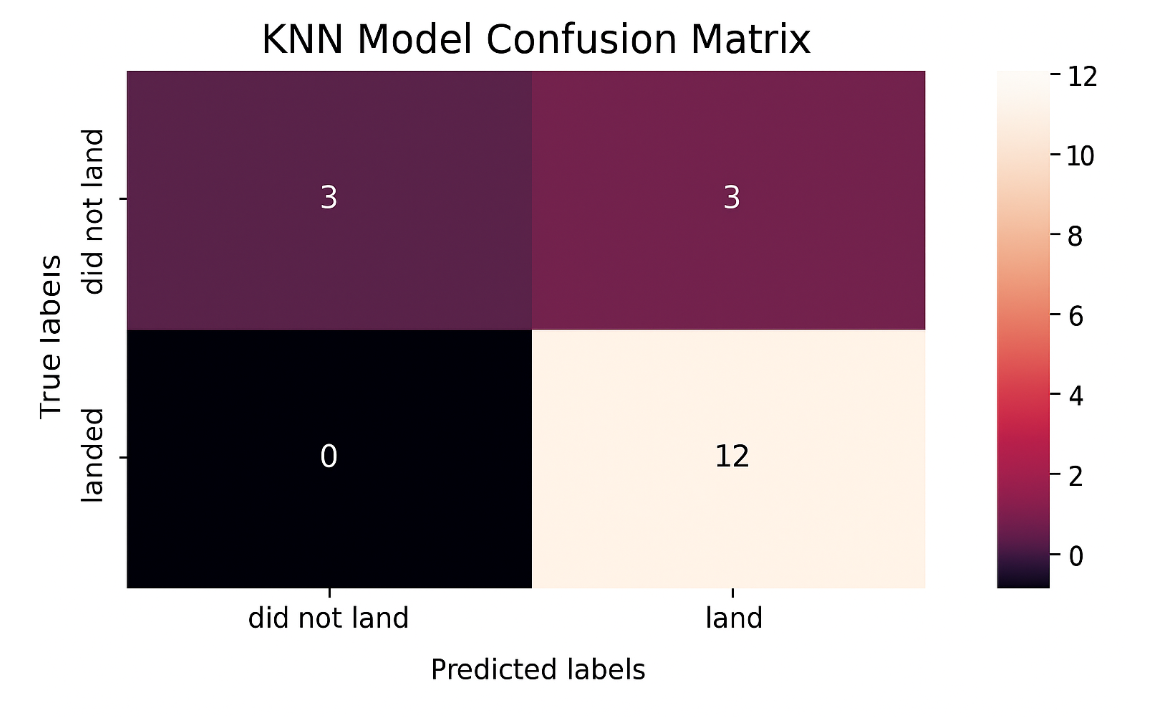 KNN Model Confusion Matrix
True labels
did not land
landed
3
3
0
12
did not land
land
Predicted labels
12
10
8
6
4
2
0